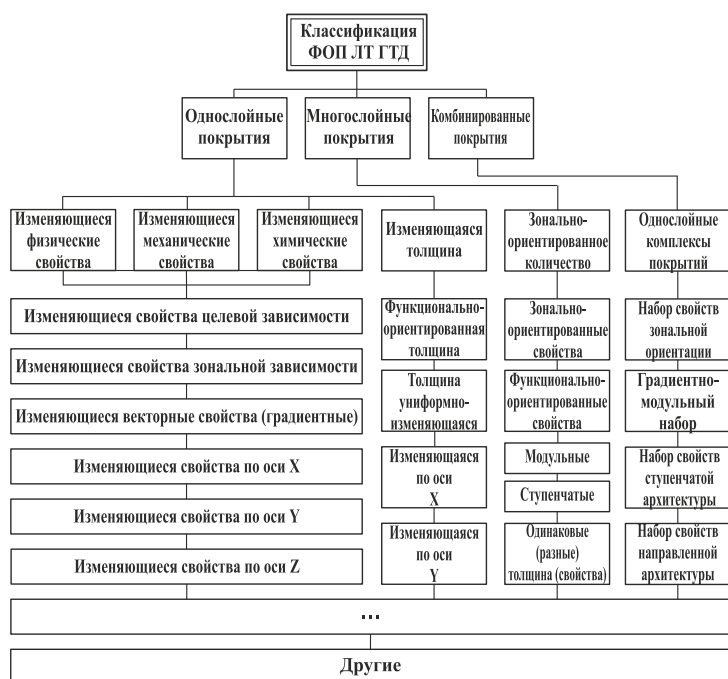 Классификация
ФОП ЛТ ГТД
Однослойные
покрытия
Многослойные
покрытия
Комбинированные
покрытия
Изменяющиеся
физические
свойства
Изменяющиеся
механические
свойства
Изменяющиеся
химические
свойства
Изменяющаяся
толщина
Зонально-
ориентированное
количество
Однослойные
комплексы
покрытий
Изменяющиеся свойства целевой зависимости
Изменяющиеся свойства зональной зависимости
Изменяющиеся векторные свойства (градиентные)
Изменяющиеся свойства по оси X
Изменяющиеся свойства по оси Y
Изменяющиеся свойства по оси Z
Функционально-
ориентированная
толщина
Толщина
униформно-
изменяющаяся
Изменяющаяся
по оси
X
Изменяющаяся
по оси
Y
Зонально-
ориентированные
свойства
Функционально-
ориентированные
свойства
Модульные
Ступенчатые
Одинаковые
(разные)
толщина (свойства)
Набор свойств
зональной
ориентации
Градиентно-
модульный
набор
Набор свойств
ступенчатой
архитектуры
Набор свойств
направленной
архитектуры
...
Другие